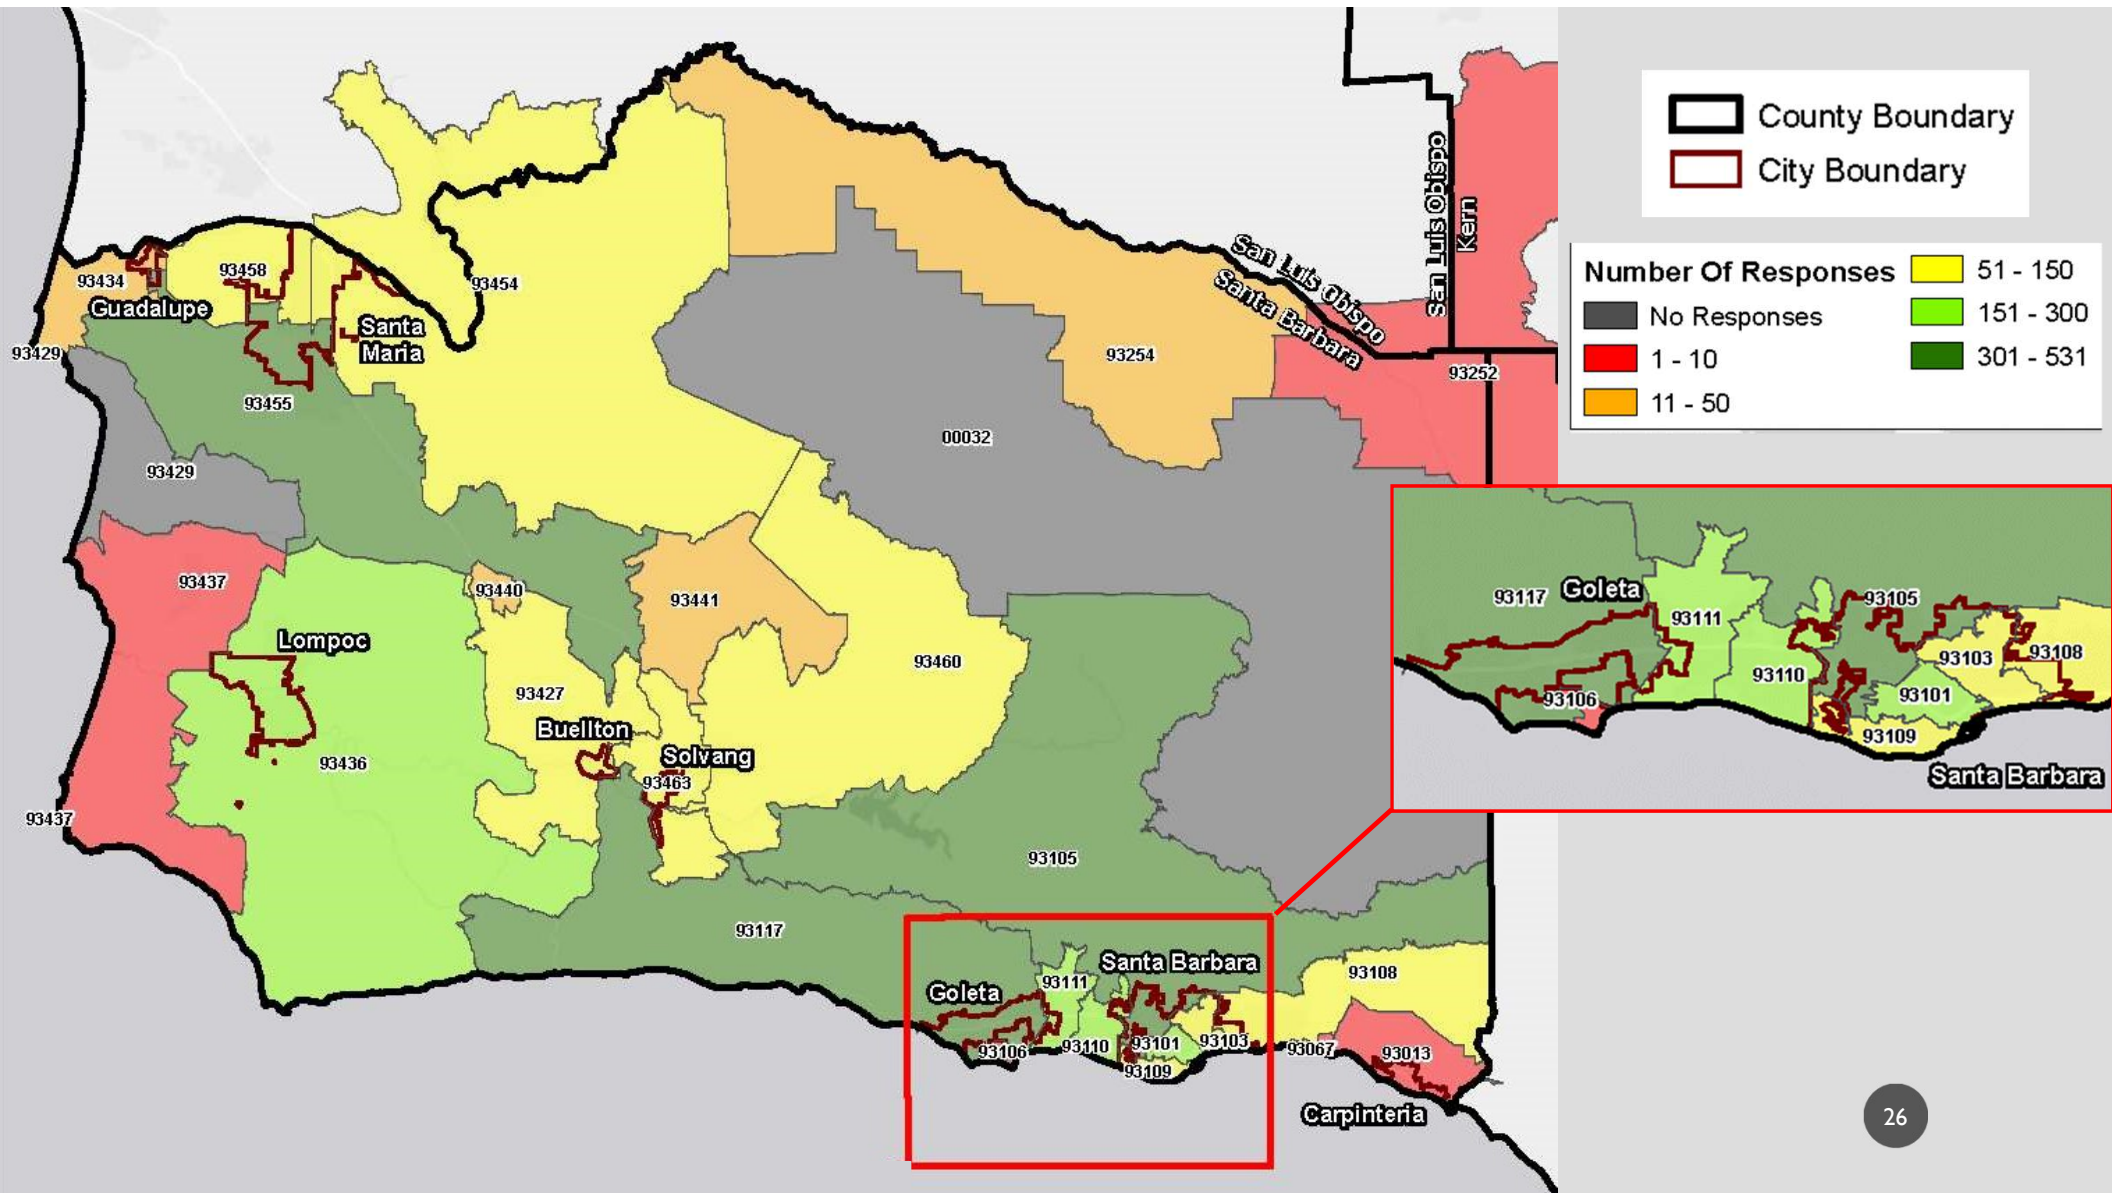 County Boundary
City Boundary
Number Of Responses
No Responses
1 - 10
11 - 50
51 - 150
151 - 300
301 - 531
San Luis Obispo
Kern
San Luis Obispo
Santa Barbara
93434
Guadalupe
93458
93454
Santa
Maria
93429
93455
93254
93252
00032
93429
93437
93440
93441
Lompoc
93460
93427
Buellton
Solvang
93436
93463
93437
93105
93117
93108
Santa Barbara
93111
Goleta
93106
93110
93101
93103
93067
93013
93109
Carpinteria
93117
Goleta
93105
93111
93103
93108
93110
93101
93106
93109
Santa Barbara
26